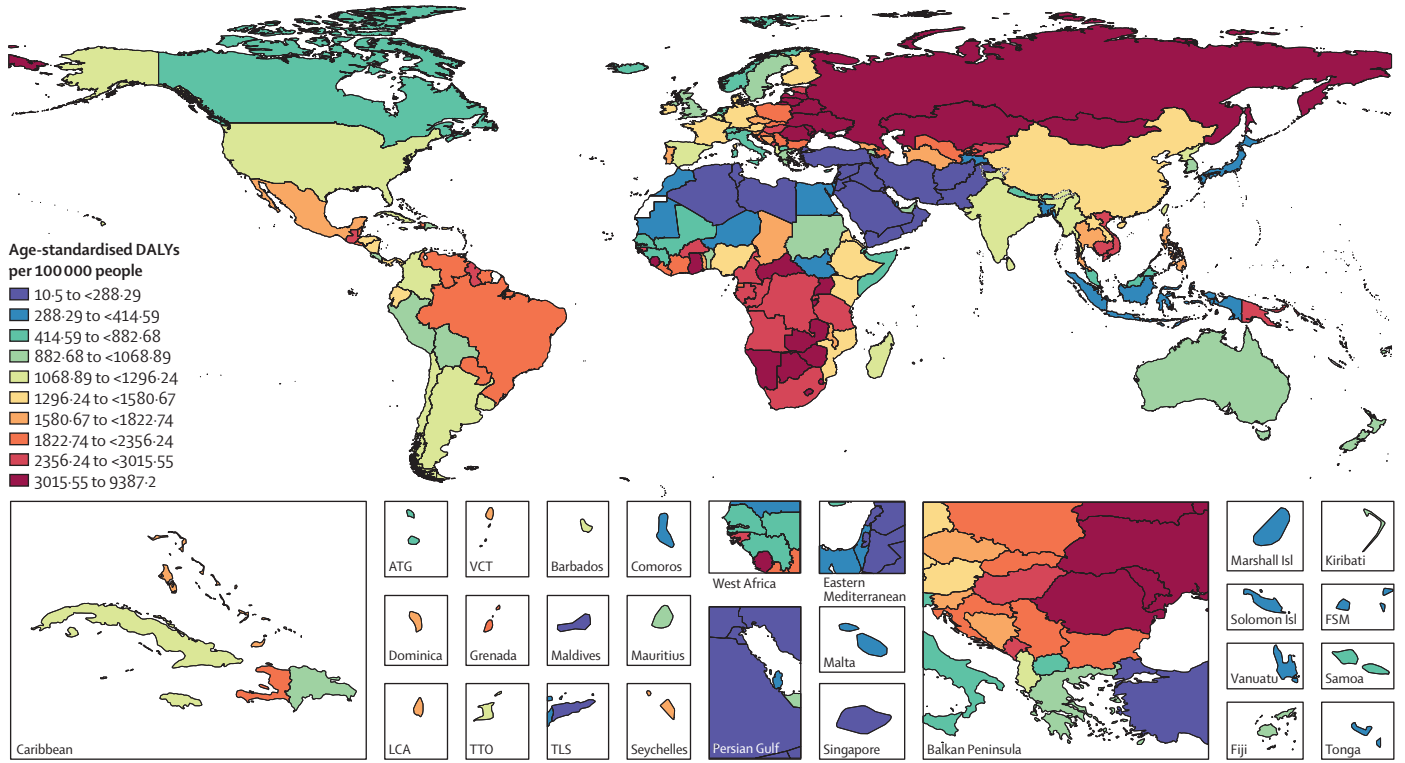 Age-standardised DALYs
per 100 000 people
10·5 to <288·29
288·29 to <414·59
414·59 to <882·68
882·68 to <1068·89
1068·89 to <1296·24
1296·24 to <1580·67
1580·67 to <1822·74
1822·74 to <2356·24
2356·24 to <3015·55
3015·55 to 9387·2
Caribbean
ATG
VCT
Barbados
Comoros
Dominica
Grenada
Maldives
Mauritius
LCA
TTO
TLS
Seychelles
West Africa
Eastern
Mediterranean
Persian Gulf
Malta
Singapore
Balkan Peninsula
Marshall Isl
Kiribati
Solomon Isl
FSM
Vanuatu
Samoa
Fiji
Tonga